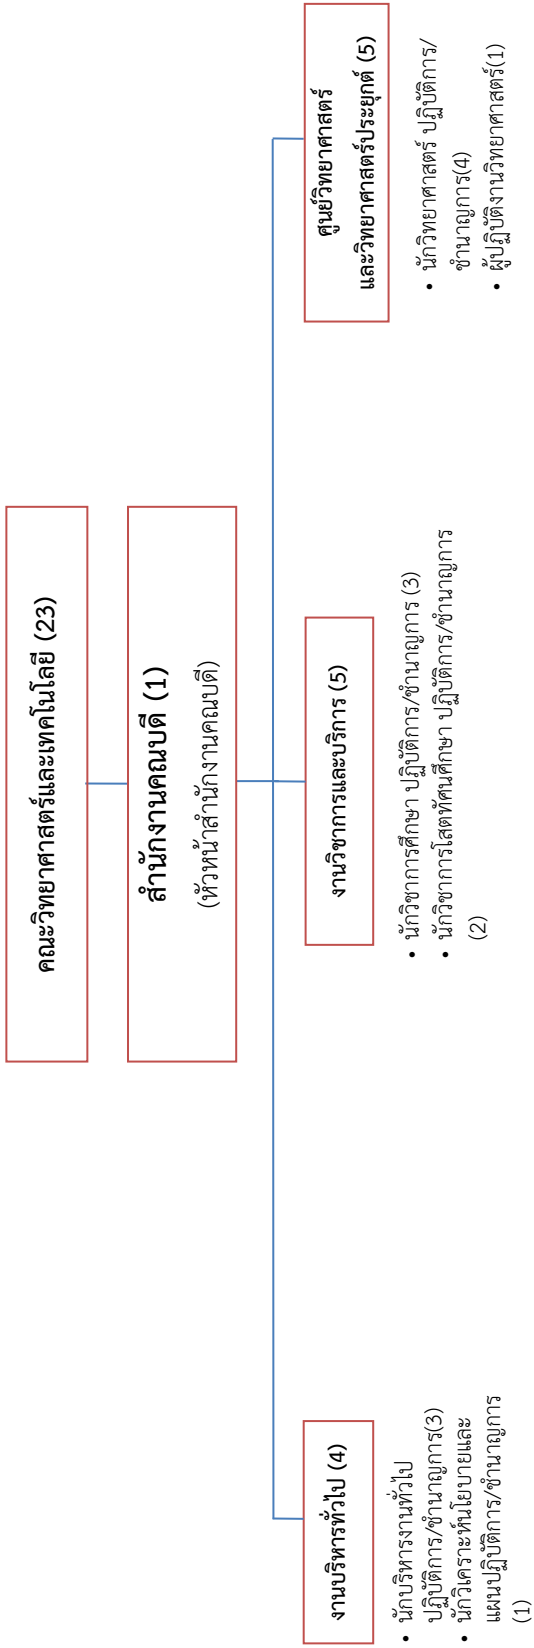 คณะวิทยาศาสตร์และเทคโนโลยี (23)
สำนักงานคณบดี (1)
(หัวหน้าสำนักงานคณบดี)
งานบริหารทั่วไป (4)
• นักบริหารงานทั่วไป
ปฏิบัติการ/ชำนาญการ(3)
• นักวิเคราะห์นโยบายและ
แผนปฏิบัติการ/ชำนาญการ
(1)
งานวิชาการและบริการ (5)
• นักวิชาการศึกษา ปฏิบัติการ/ชำนาญการ (3)
• นักวิชาการโสตทัศนศึกษา ปฏิบัติการ/ชำนาญการ
(2)
ศูนย์วิทยาศาสตร์
และวิทยาศาสตร์ประยุกต์ (5)
• นักวิทยาศาสตร์ ปฏิบัติการ/
ชำนาญการ(4)
• ผู้ปฏิบัติงานวิทยาศาสตร์(1)